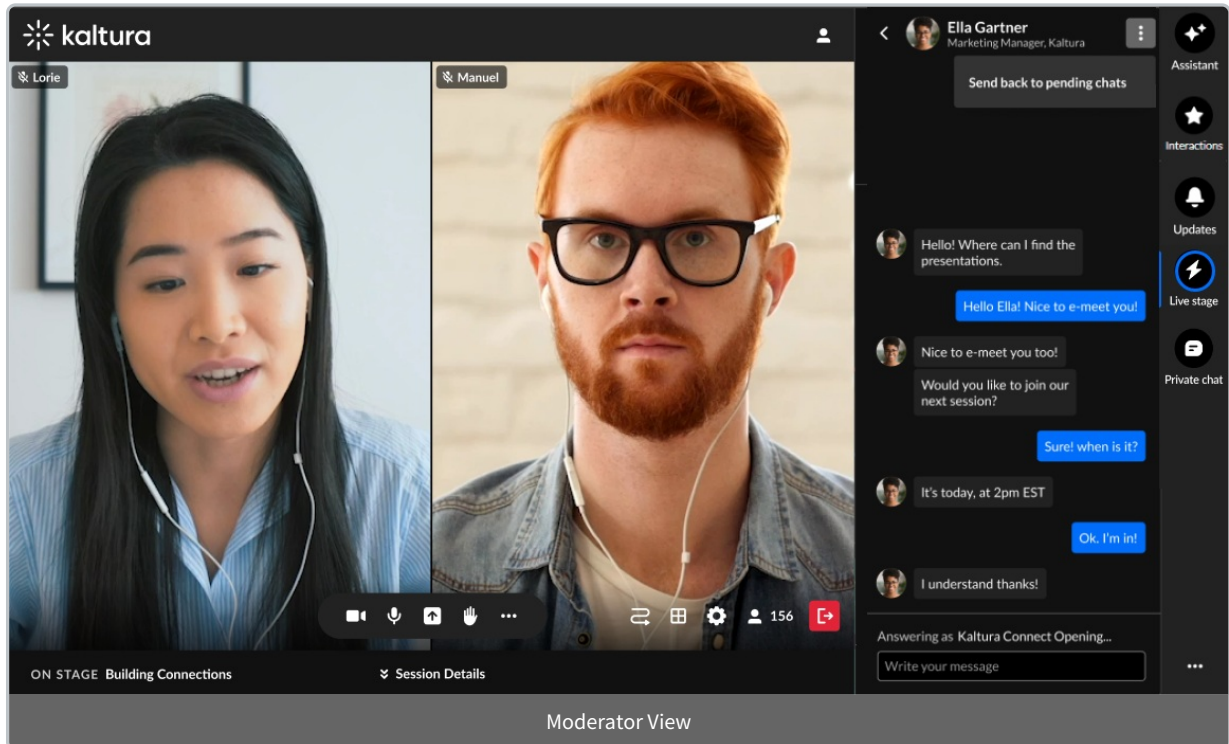 kaltura
Lorie
Manuel
156
ON STAGE Building Connections
Session Details
Ella Gartner
Marketing Manager, Kaltura
Send back to pending chats
Hello! Where can I find the
presentations.
Hello Ella! Nice to e-meet you!
Nice to e-meet you too!
Would you like to join our
next session?
Sure! when is it?
It's today, at 2pm EST
Ok. I'm in!
I understand thanks!
Answering as Kaltura Connect Opening...
Write your message
Assistant
Interactions
Updates
Live stage
Private chat
Moderator View